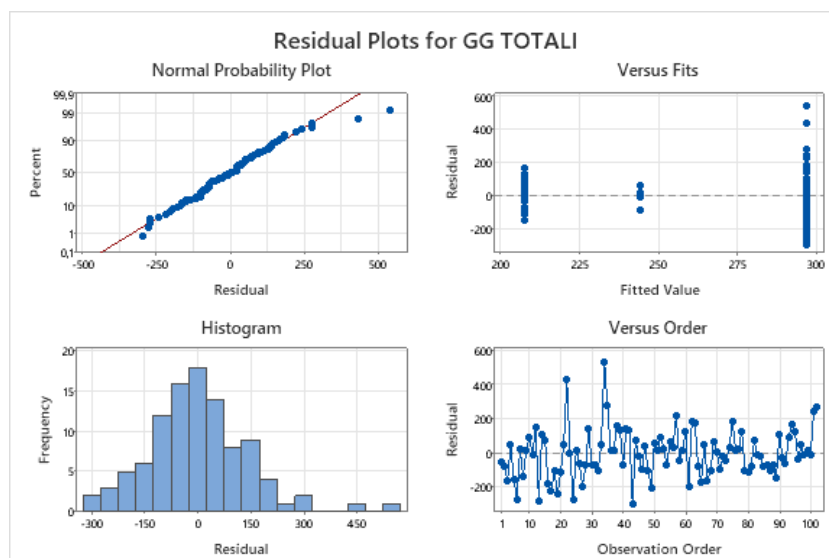 Residual Plots for GG TOTALI
Normal Probability Plot
99,9
99
90
50
10
1
0,1
Percent
-500 -250 0 250 500
Residual
Versus Fits
600
400
200
0
-200
Residual
200 225 250 275 300
Fitted Value
Histogram
20
15
10
5
0
Frequency
-300 -150 0 150 300 450
Residual
Versus Order
600
400
200
0
-200
Residual
1 10 20 30 40 50 60 70 80 90 100
Observation Order